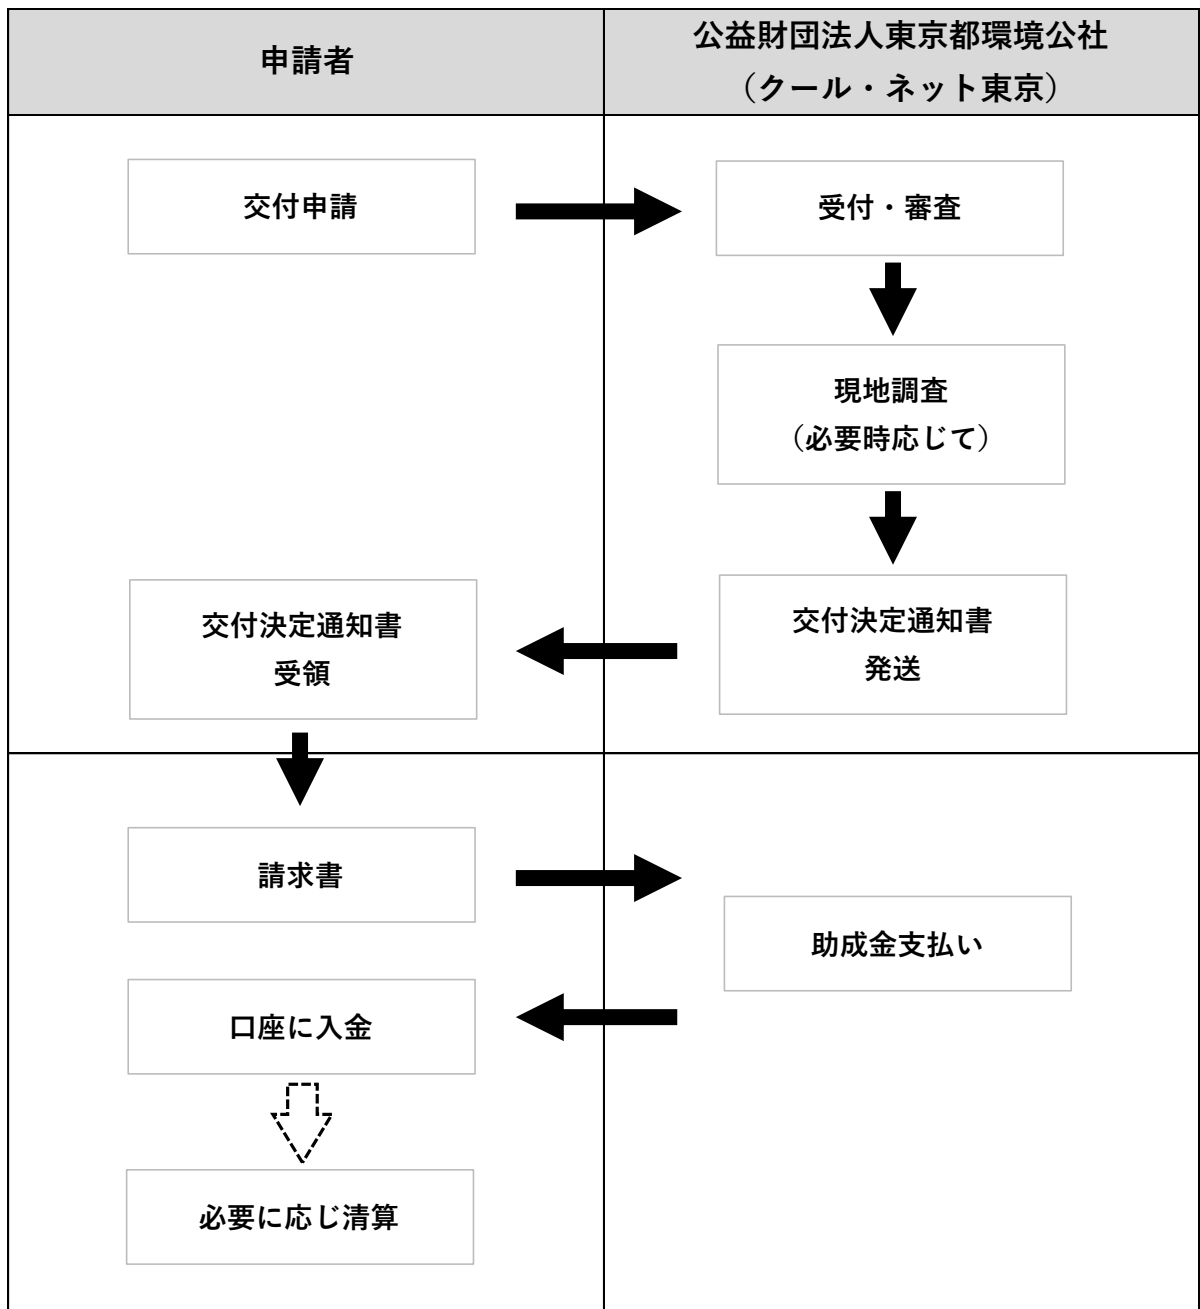 申請者
公益財団法人東京都環境公社
（クール・ネット東京）
交付申請
受付・審査
現地調査
（必要時応じて）
交付決定通知書
発送
交付決定通知書
受領
請求書
助成金支払い
口座に入金
必要に応じ清算